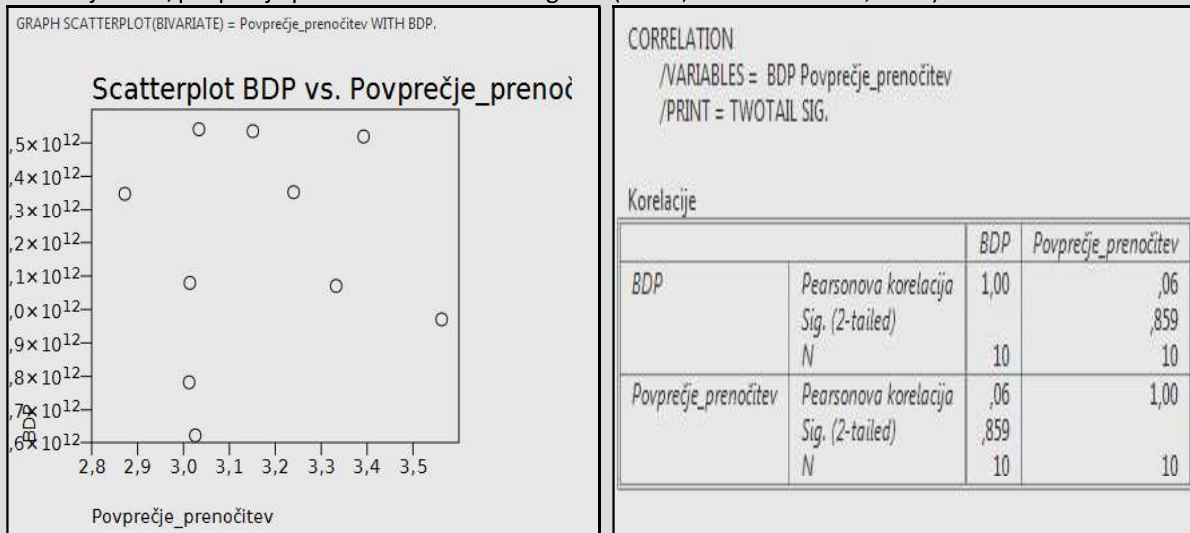 GRAPH SCATTERPLOT(BIVARIATE) = Povprečje_prenočitev WITH BDP.
Scatterplot BDP vs. Povprečje_prenoč
,5×10¹²
,4×10¹²
,3×10¹²
,2×10¹²
,1×10¹²
,0×10¹²
,9×10¹²
,8×10¹²
,7×10¹²
,6×10¹²
BDP
2,8 2,9 3,0 3,1 3,2 3,3 3,4 3,5
Povprečje_prenočitev
CORRELATION
/VARIABLES = BDP Povprečje_prenočitev
/PRINT = TWOTAIL SIG.
Korelacije
BDP Povprečje_prenočitev
BDP Pearsonova korelacija 1,00 ,06
Sig. (2-tailed) ,859
N 10 10
Povprečje_prenočitev Pearsonova korelacija ,06 1,00
Sig. (2-tailed) ,859
N 10 10